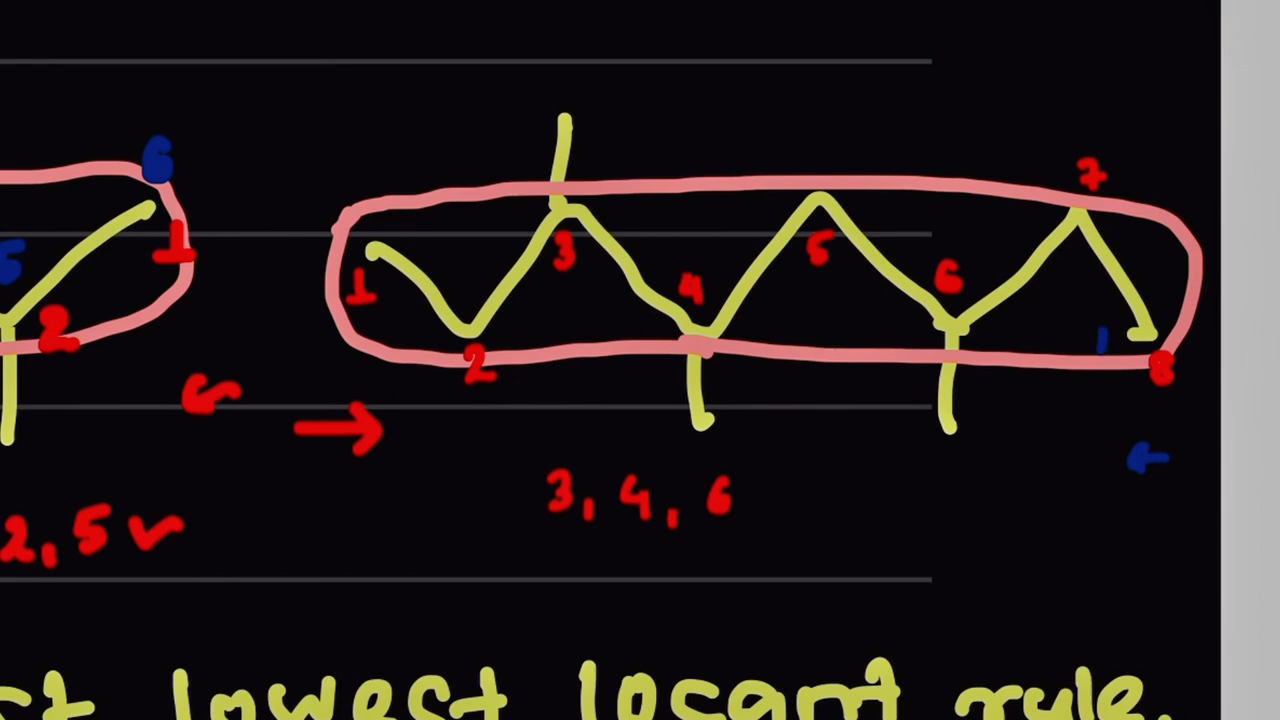 6
7
5 1 3 5
1 4 6
2 2 1 8
→ ←
3, 4, 6
2, 5 ✓
lowest locant rule.